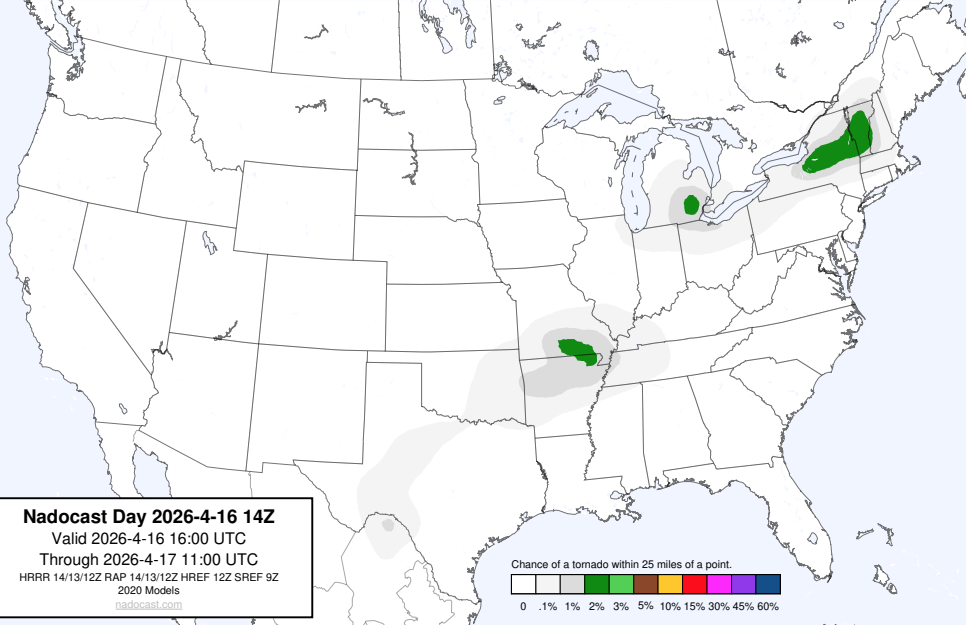 Nadocast Day 2026-4-16 14Z
Valid 2026-4-16 16:00 UTC
Through 2026-4-17 11:00 UTC
HRRR 14/13/12Z RAP 14/13/12Z HREF 12Z SREF 9Z
2020 Models
nadocast.com
Chance of a tornado within 25 miles of a point.
0 .1% 1% 2% 3% 5% 10% 15% 30% 45% 60%